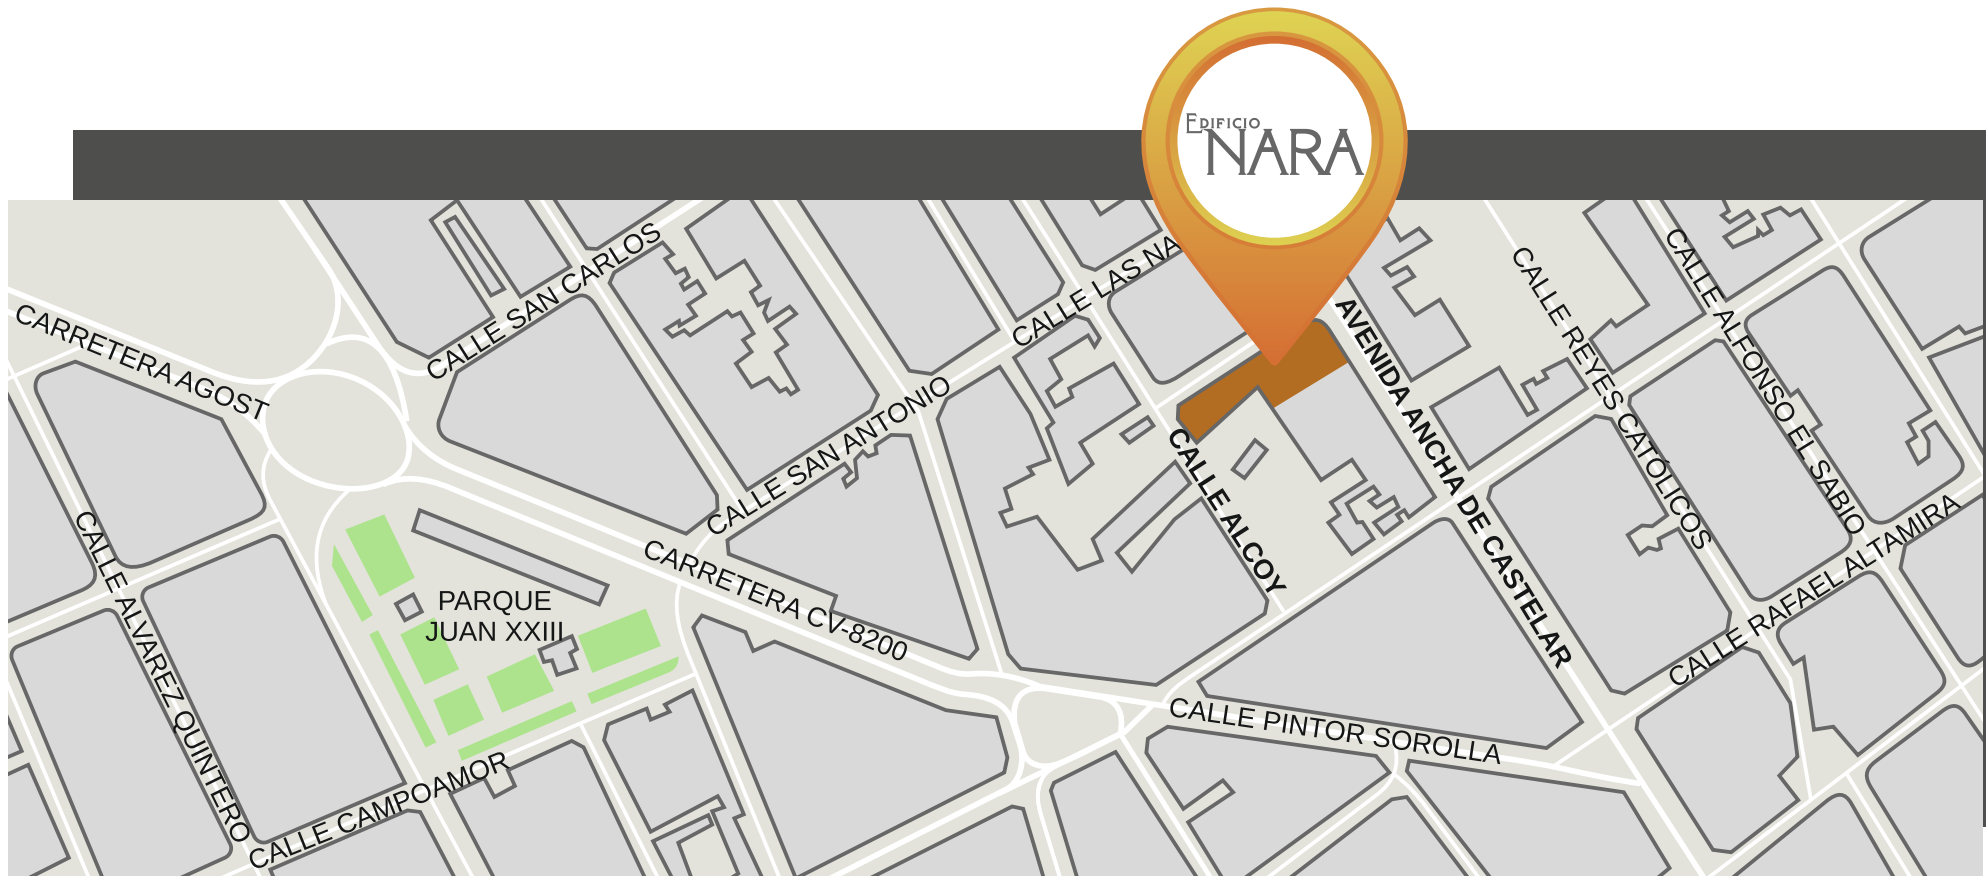 EDIFICIO
NARA
CALLE SAN CARLOS
CALLE LAS NA
CARRETERA AGOST
CALLE SAN ANTONIO
AVENIDA ANCHA DE CASTELAR
CALLE REYES CATÓLICOS
CALLE ALFONSO EL SABIO
CALLE ALCOY
CALLE ALVAREZ QUINTERO
PARQUE
JUAN XXIII
CARRETERA CV-8200
CALLE RAFAEL ALTAMIRA
CALLE PINTOR SOROLLA
CALLE CAMPOAMOR